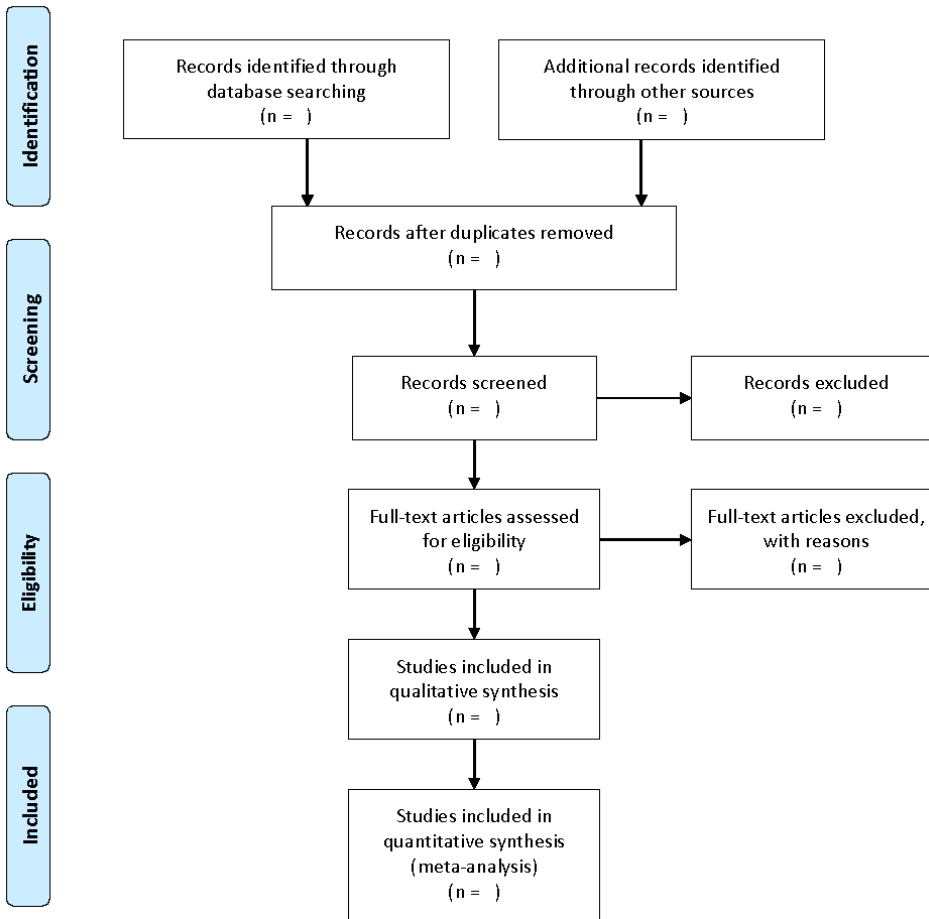 Identification
Records identified through
database searching
(n =   )
Additional records identified
through other sources
(n =   )
Records after duplicates removed
(n =   )
Screening
Records screened
(n =   )
Records excluded
(n =   )
Eligibility
Full-text articles assessed
for eligibility
(n =   )
Full-text articles excluded,
with reasons
(n =   )
Studies included in
qualitative synthesis
(n =   )
Included
Studies included in
quantitative synthesis
(meta-analysis)
(n =   )